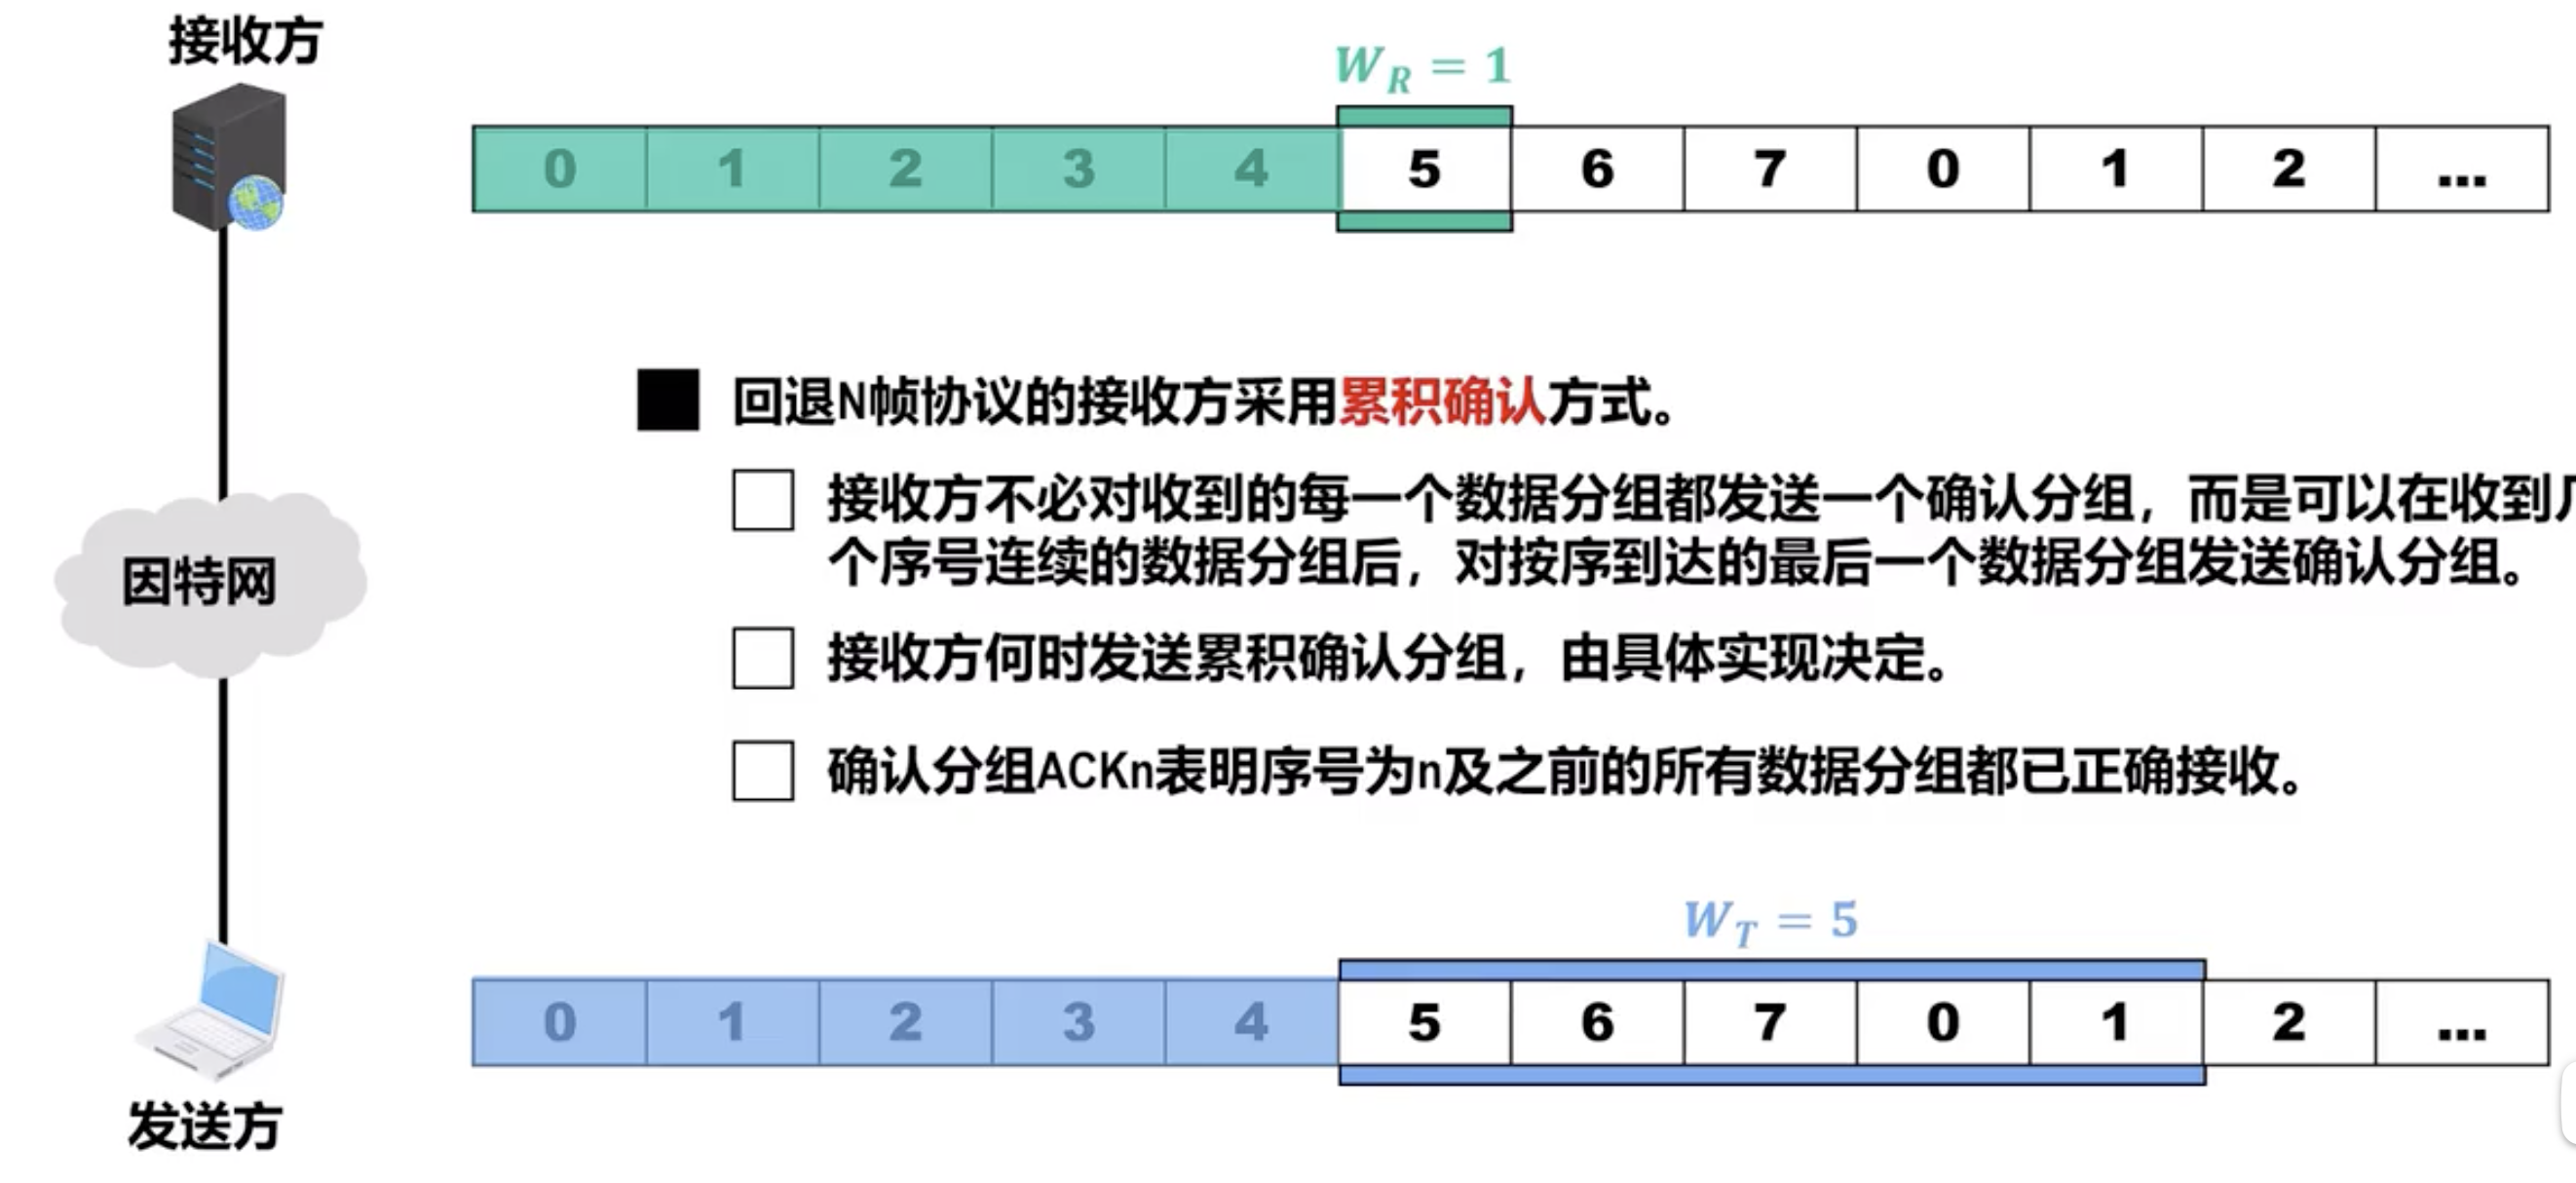 接收方
W_R = 1
0 1 2 3 4 5 6 7 0 1 2 ...
回退N帧协议的接收方采用累积确认方式。
接收方不必对收到的每一个数据分组都发送一个确认分组，而是可以在收到
个序号连续的数据分组后，对按序到达的最后一个数据分组发送确认分组。
因特网
接收方何时发送累积确认分组，由具体实现决定。
确认分组ACKn表明序号为n及之前的所有数据分组都已正确接收。
W_T = 5
0 1 2 3 4 5 6 7 0 1 2 ...
发送方